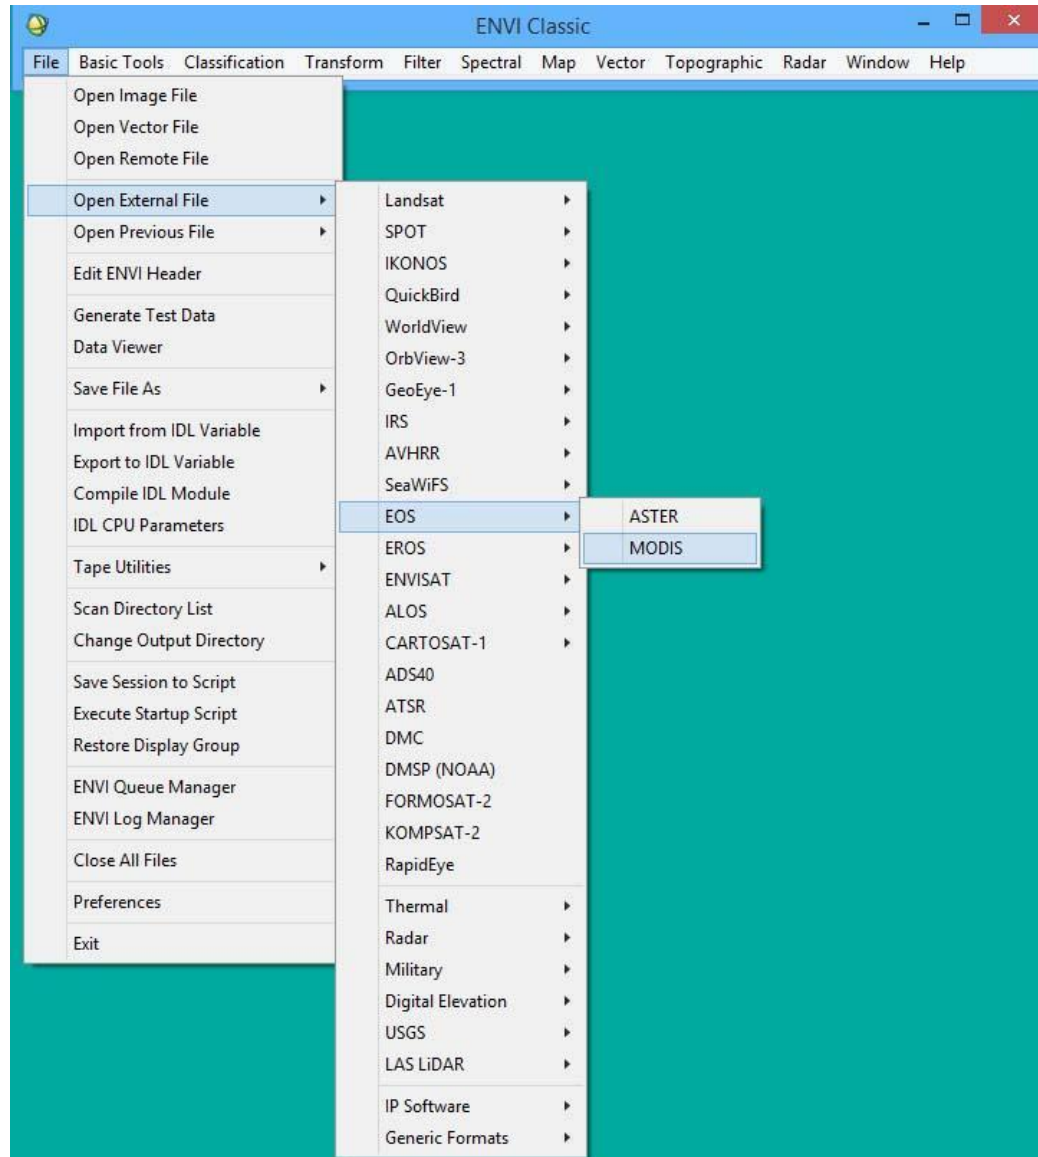 ENVI Classic
File Basic Tools Classification Transform Filter Spectral Map Vector Topographic Radar Window Help
Open Image File
Open Vector File
Open Remote File
Open External File
Open Previous File
Edit ENVI Header
Generate Test Data
Data Viewer
Save File As
Import from IDL Variable
Export to IDL Variable
Compile IDL Module
IDL CPU Parameters
Tape Utilities
Scan Directory List
Change Output Directory
Save Session to Script
Execute Startup Script
Restore Display Group
ENVI Queue Manager
ENVI Log Manager
Close All Files
Preferences
Exit
Landsat
SPOT
IKONOS
QuickBird
WorldView
OrbView-3
GeoEye-1
IRS
AVHRR
SeaWiFS
EOS
EROS
ENVISAT
ALOS
CARTOSAT-1
ADS40
ATSR
DMC
DMSP (NOAA)
FORMOSAT-2
KOMPSAT-2
RapidEye
Thermal
Radar
Military
Digital Elevation
USGS
LAS LiDAR
IP Software
Generic Formats
ASTER
MODIS